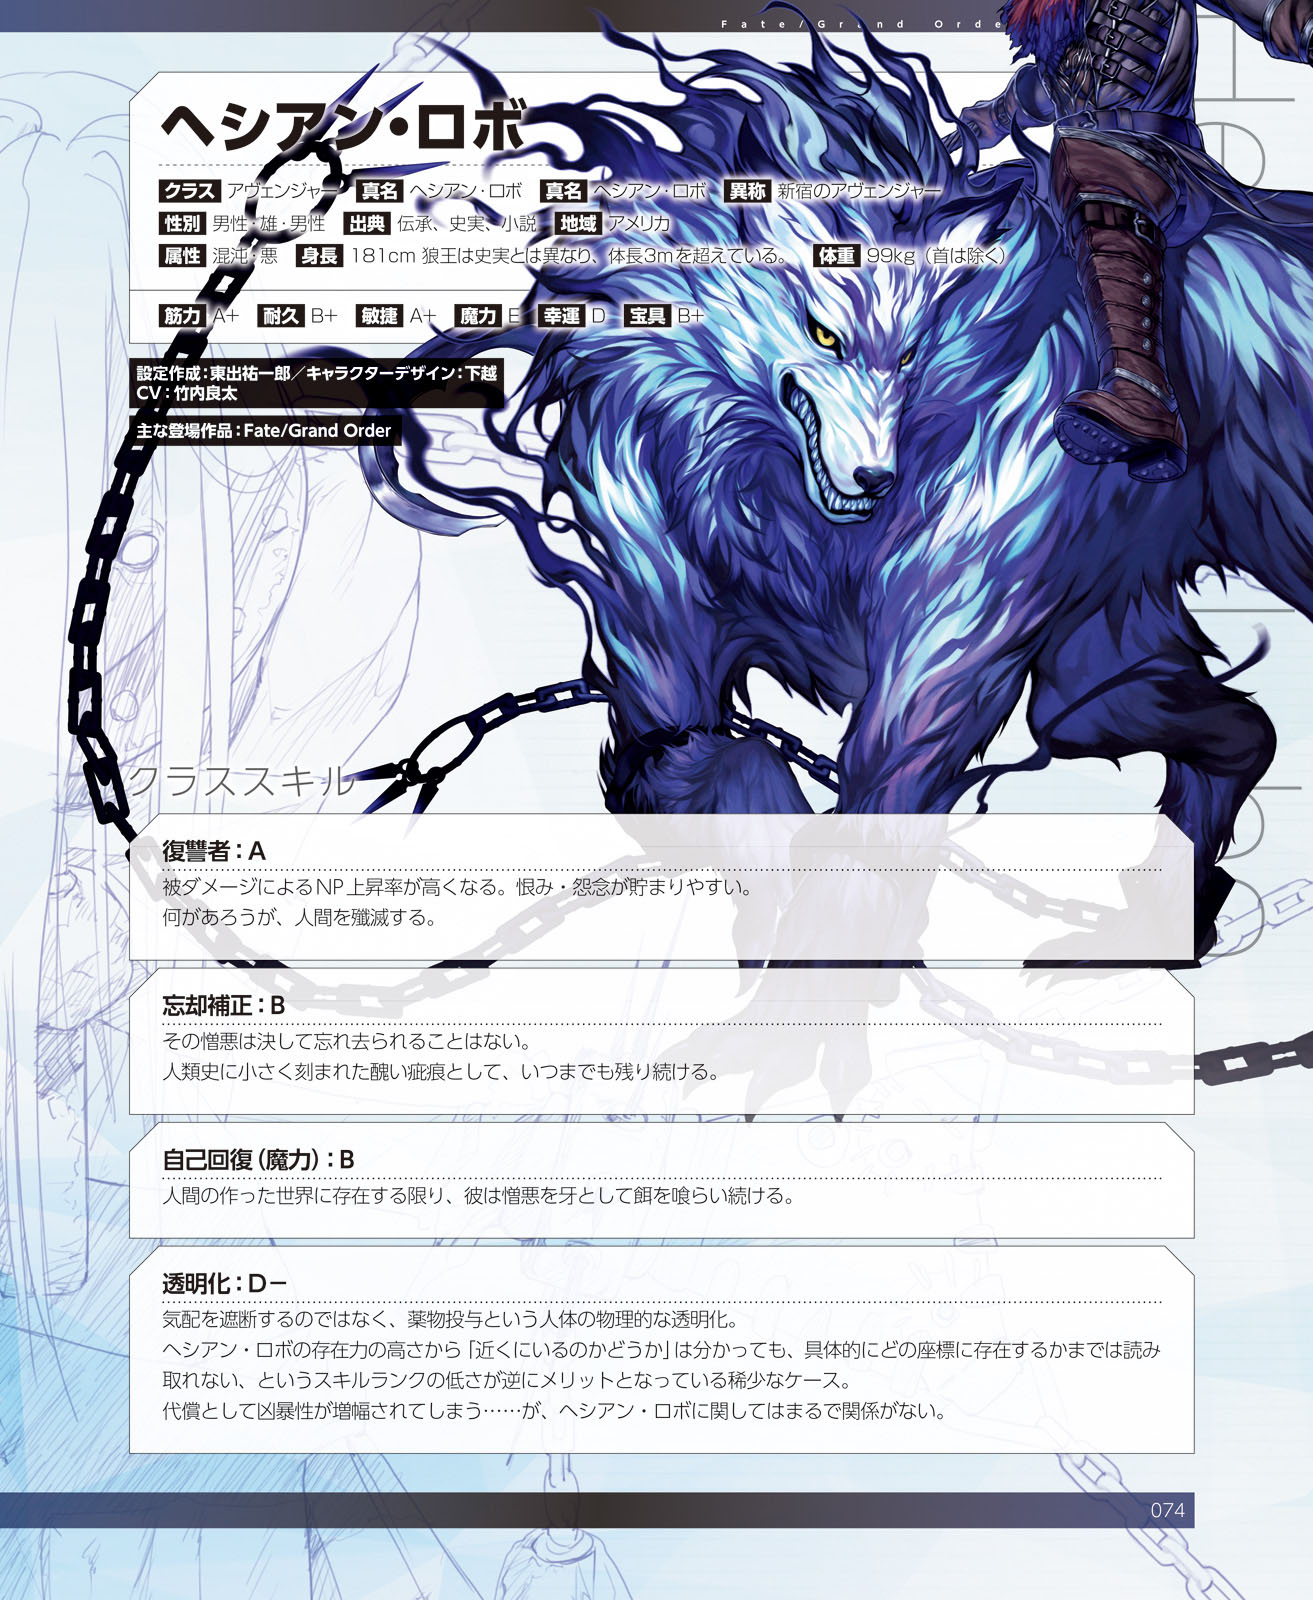 Fate/Grand Order
ヘシアン・ロボ
クラス アヴェンジャー 真名 ヘシアン・ロボ 真名 ヘシアン・ロボ 異称 新宿のアヴェンジャー
性別 男性・雄・男性 出典 伝承、史実、小説 地域 アメリカ
属性 混沌・悪 身長 181cm 狼王は史実とは異なり、体長3mを超えている。 体重 99kg（首は除く）
筋力 A+ 耐久 B+ 敏捷 A+ 魔力 E 幸運 D 宝具 B+
設定作成：東出祐一郎／キャラクターデザイン：下越
CV：竹内良太
主な登場作品：Fate/Grand Order
クラススキル
復讐者：A
被ダメージによるNP上昇率が高くなる。恨み・怨念が貯まりやすい。
何があろうが、人間を殲滅する。
忘却補正：B
その憎悪は決して忘れ去られることはない。
人類史に小さく刻まれた醜い疵痕として、いつまでも残り続ける。
自己回復（魔力）：B
人間の作った世界に存在する限り、彼は憎悪を牙として餌を喰らい続ける。
透明化：D－
気配を遮断するのではなく、薬物投与という人体の物理的な透明化。
ヘシアン・ロボの存在力の高さから「近くにいるのかどうか」は分かっても、具体的にどの座標に存在するかまでは読み
取れない、というスキルランクの低さが逆にメリットとなっている稀少なケース。
代償として凶暴性が増幅されてしまう……が、ヘシアン・ロボに関してはまるで関係がない。
074